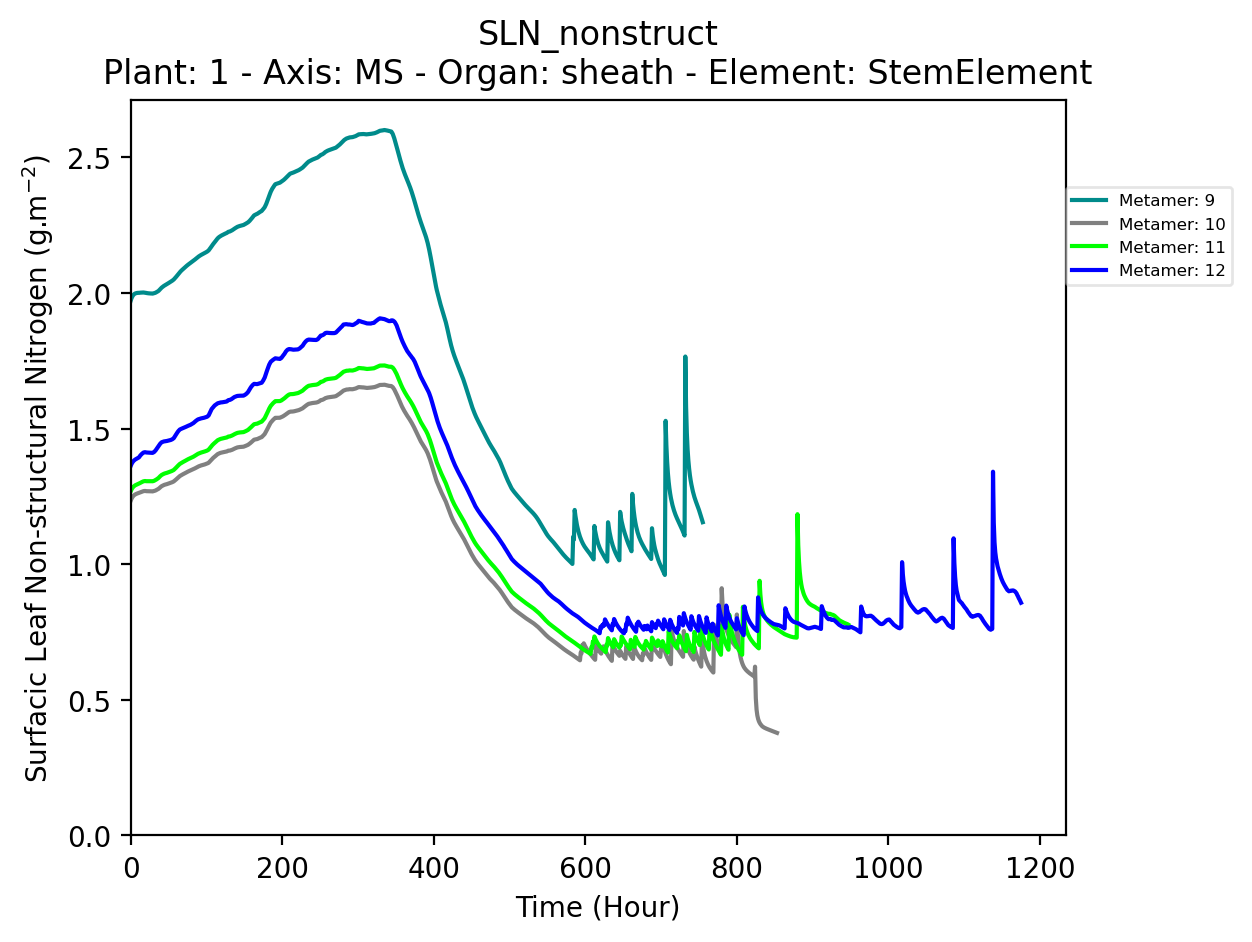 SLN_nonstruct
Plant: 1 - Axis: MS - Organ: sheath - Element: StemElement
Surfacic Leaf Non-structural Nitrogen (g.m⁻²)
2.5
2.0
1.5
1.0
0.5
0.0
0 200 400 600 800 1000 1200
Time (Hour)
Metamer: 9
Metamer: 10
Metamer: 11
Metamer: 12